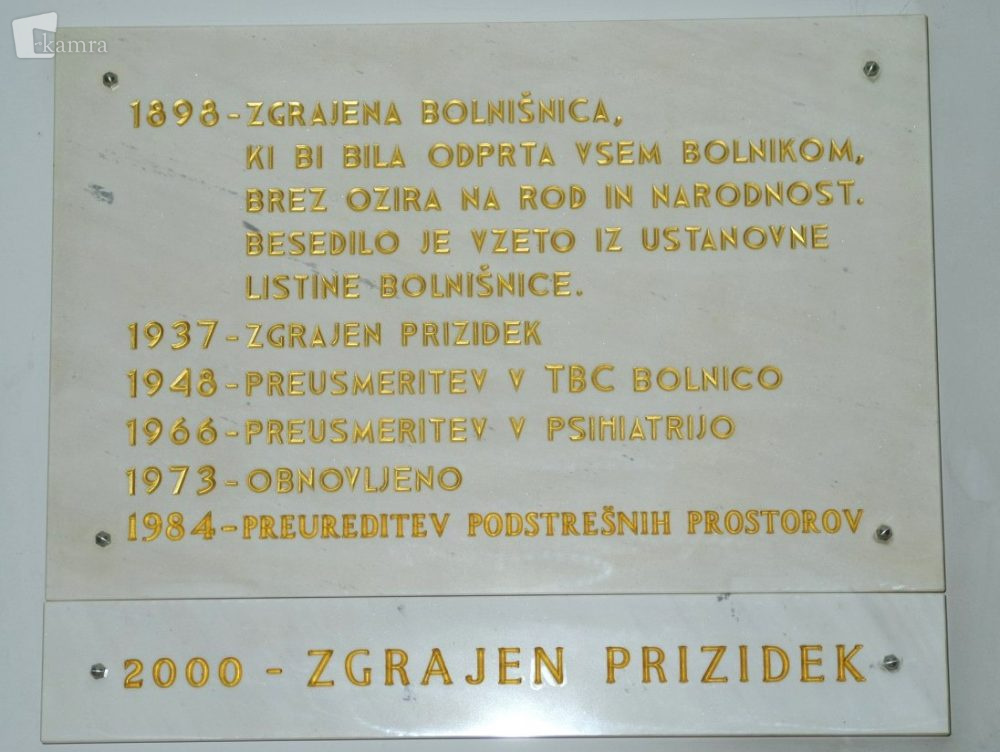 kamra
1898-ZGRAJENA BOLNIŠNICA,
KI BI BILA ODPRTA VSEM BOLNIKOM,
BREZ OZIRA NA ROD IN NARODNOST.
BESEDILO JE VZETO IZ USTANOVNE
LISTINE BOLNIŠNICE.
1937-ZGRAJEN PRIZIDEK
1948-PREUSMERITEV V TBC BOLNICO
1966-PREUSMERITEV V PSIHIATRIJO
1973-OBNOVLJENO
1984-PREUREDITEV PODSTREŠNIH PROSTOROV
2000 - ZGRAJEN PRIZIDEK